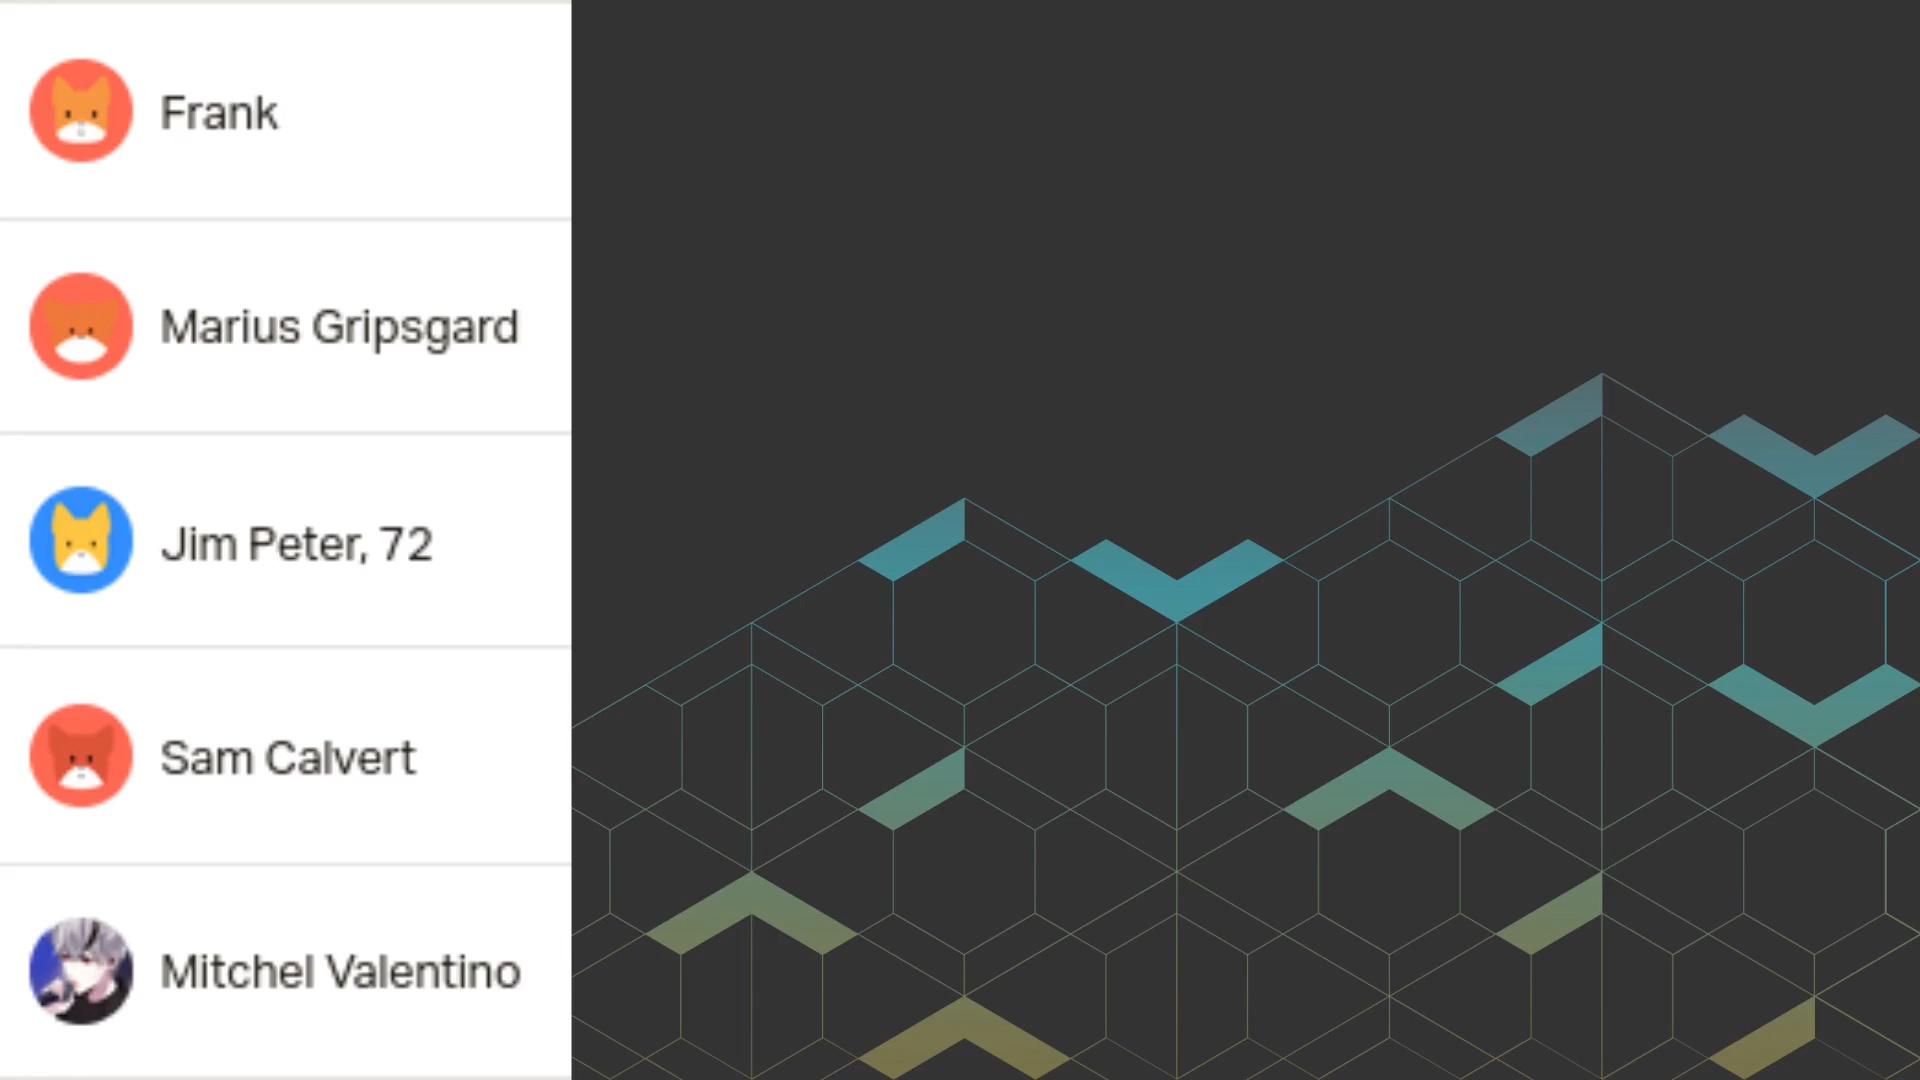 Frank
Marius Gripsgard
Jim Peter, 72
Sam Calvert
Mitchel Valentino